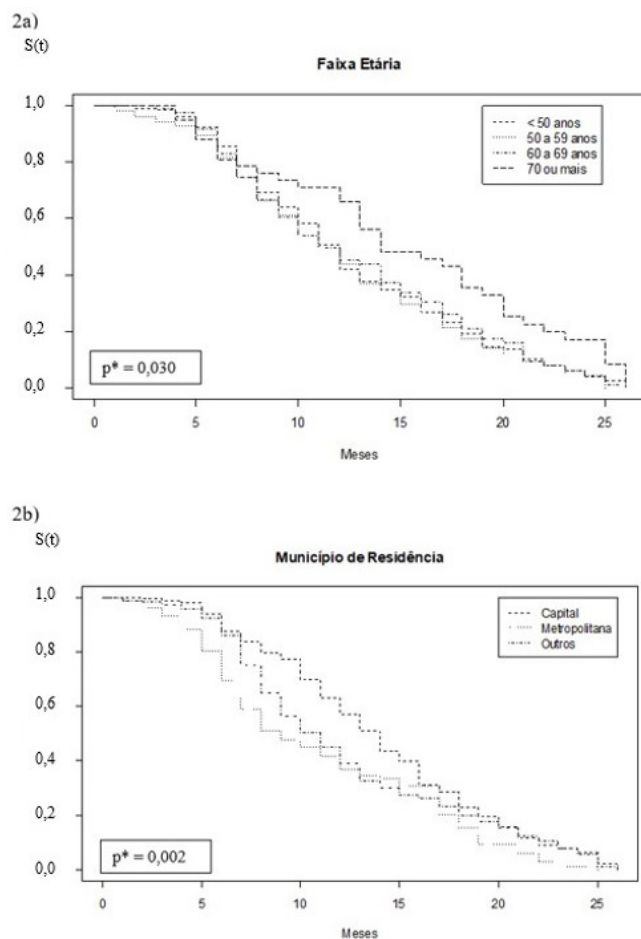 2a)
S(t)
Faixa Etária
1,0
0,8
0,6
0,4
0,2
0,0
< 50 anos
50 a 59 anos
60 a 69 anos
70 ou mais
p* = 0,030
0 5 10 15 20 25
Meses
2b)
S(t)
Município de Residência
1,0
0,8
0,6
0,4
0,2
0,0
Capital
Metropolitana
Outros
p* = 0,002
0 5 10 15 20 25
Meses